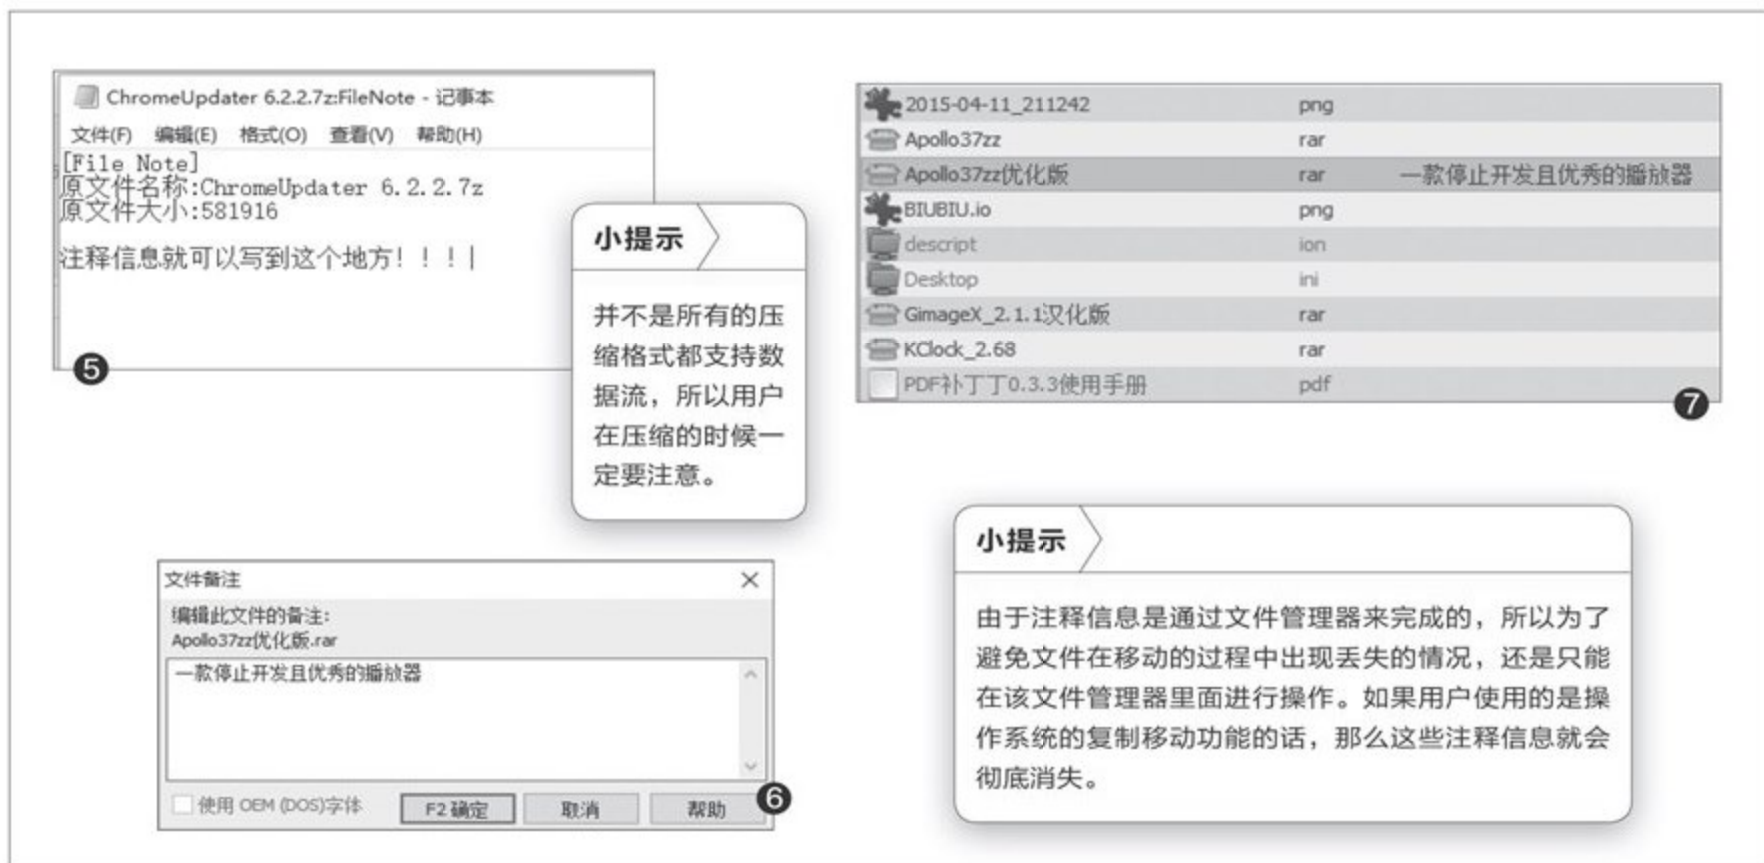 ChromeUpdater 6.2.2.7z:FileNote - 记事本
文件(F) 编辑(E) 格式(O) 查看(V) 帮助(H)
[File Note]
原文件名称:ChromeUpdater 6.2.2.7z
原文件大小:581916
注释信息就可以写到这个地方！！！|
5
小提示
并不是所有的压
缩格式都支持数
据流，所以用户
在压缩的时候一
定要注意。
2015-04-11_211242 png
Apollo37zz rar
Apollo37zz优化版 rar 一款停止开发且优秀的播放器
BIUBIU.io png
descript ion
Desktop ini
GimageX_2.1.1汉化版 rar
KClock_2.68 rar
PDF补丁丁0.3.3使用手册 pdf
7
文件备注
编辑此文件的备注:
Apollo37zz优化版.rar
一款停止开发且优秀的播放器
使用 OEM (DOS)字体 F2 确定 取消 帮助
6
小提示
由于注释信息是通过文件管理器来完成的，所以为了
避免文件在移动的过程中出现丢失的情况，还是只能
在该文件管理器里面进行操作。如果用户使用的是操
作系统的复制移动功能的话，那么这些注释信息就会
彻底消失。